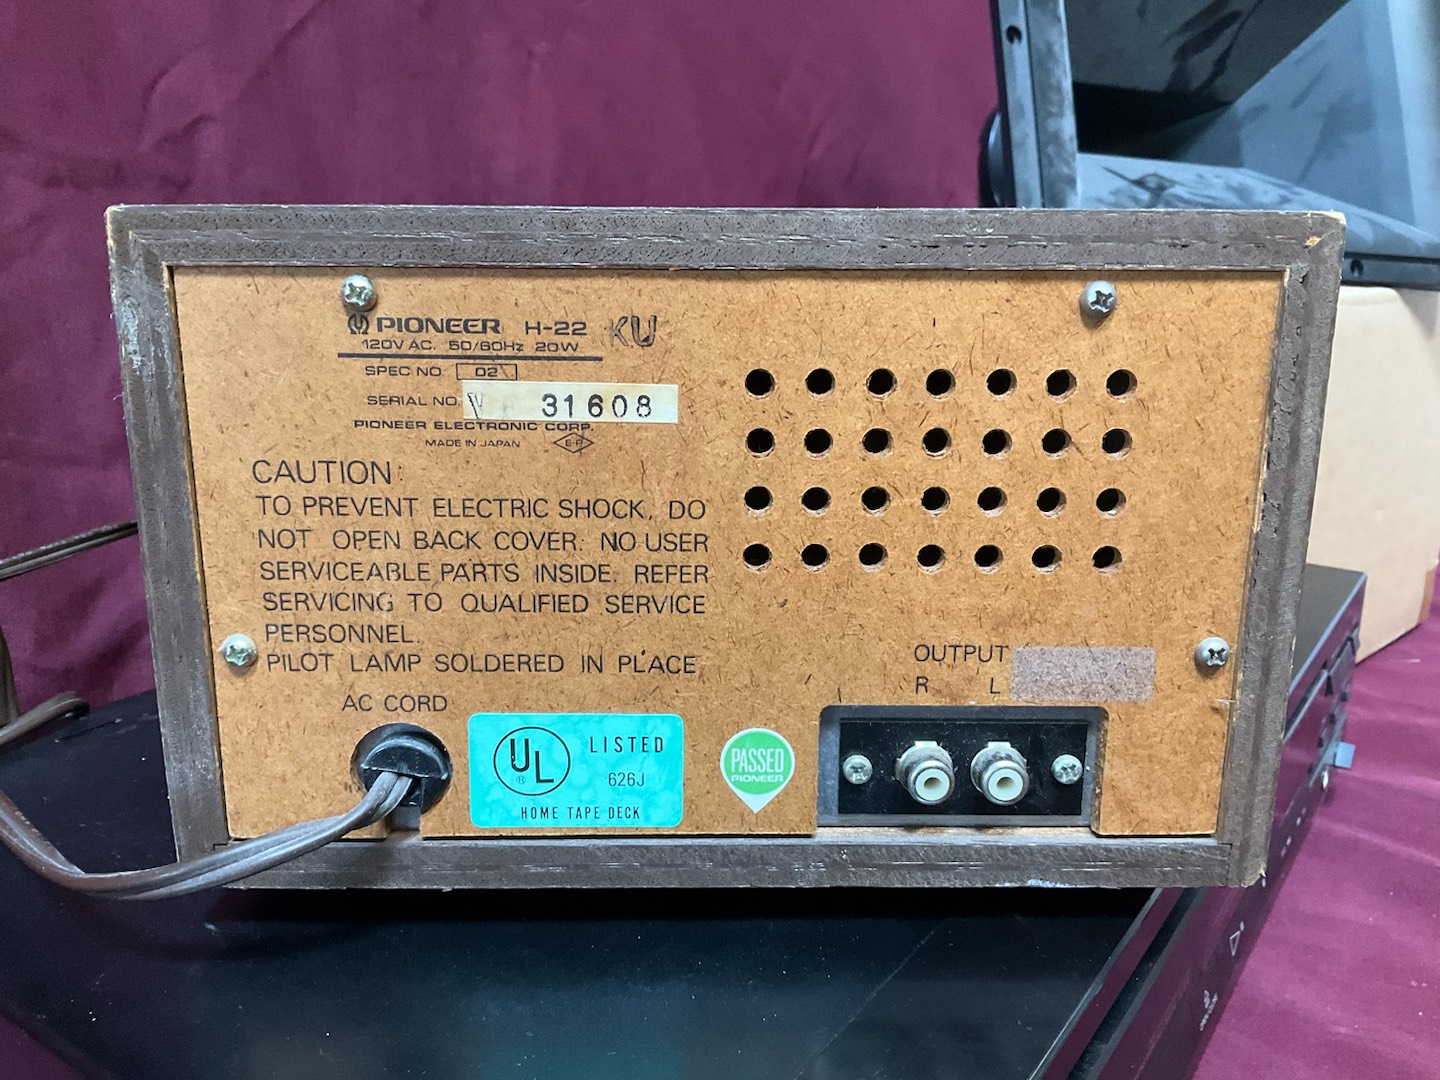 PIONEER H-22 KU
120V AC. 50/60Hz 20W
SPEC NO. D2
SERIAL NO. V 31608
PIONEER ELECTRONIC CORP.
MADE IN JAPAN E-P
CAUTION:
TO PREVENT ELECTRIC SHOCK, DO
NOT OPEN BACK COVER. NO USER
SERVICEABLE PARTS INSIDE. REFER
SERVICING TO QUALIFIED SERVICE
PERSONNEL.
PILOT LAMP SOLDERED IN PLACE
AC CORD
UL ®
LISTED
626J
HOME TAPE DECK
PASSED
PIONEER
OUTPUT
R L